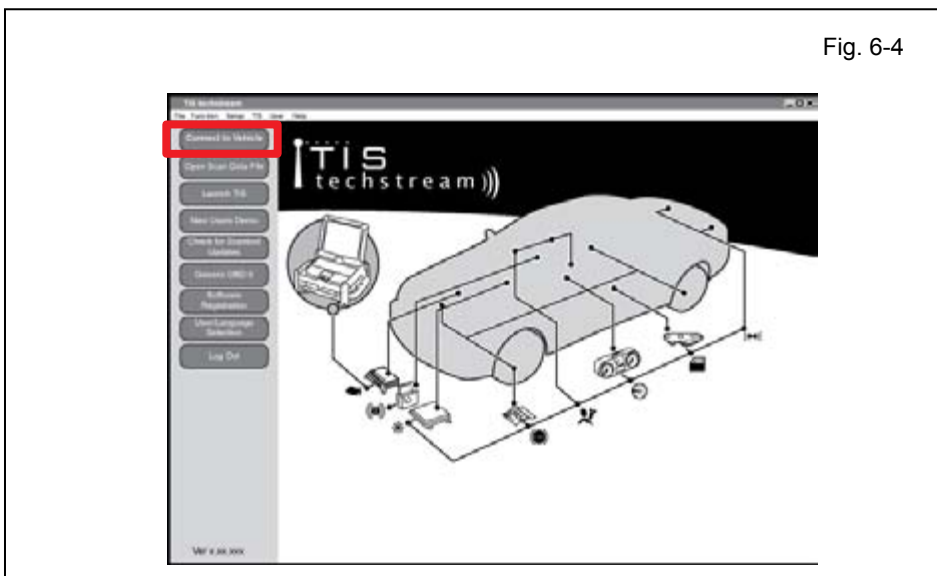 Fig. 6-4
TIS techstream
File Function Setup TIS User Help
Connect to Vehicle
Open Scan Data File
Launch TIS
New Users Demo
Check for Scantool
Updates
Generic OBD II
Software
Registration
User/Language
Selection
Log Out
TIS
techstream
Ver x.xx.xxx